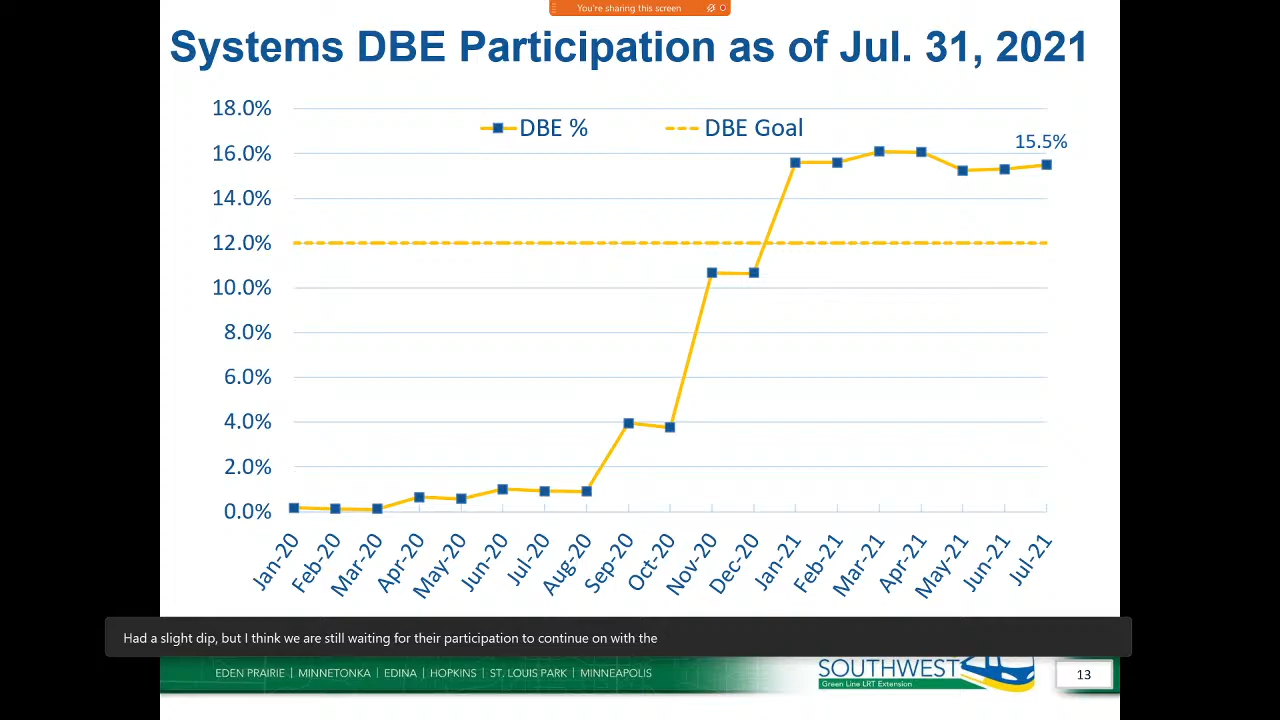 You're sharing this screen
Systems DBE Participation as of Jul. 31, 2021
18.0%
DBE %
DBE Goal
15.5%
16.0%
14.0%
12.0%
10.0%
8.0%
6.0%
4.0%
2.0%
0.0%
Jan-20
Feb-20
Mar-20
Apr-20
May-20
Jun-20
Jul-20
Aug-20
Sep-20
Oct-20
Nov-20
Dec-20
Jan-21
Feb-21
Mar-21
Apr-21
May-21
Jun-21
Jul-21
Had a slight dip, but I think we are still waiting for their participation to continue on with the
EDEN PRAIRIE | MINNETONKA | EDINA | HOPKINS | ST. LOUIS PARK | MINNEAPOLIS
SOUTHWEST
Green Line LRT Extension
13